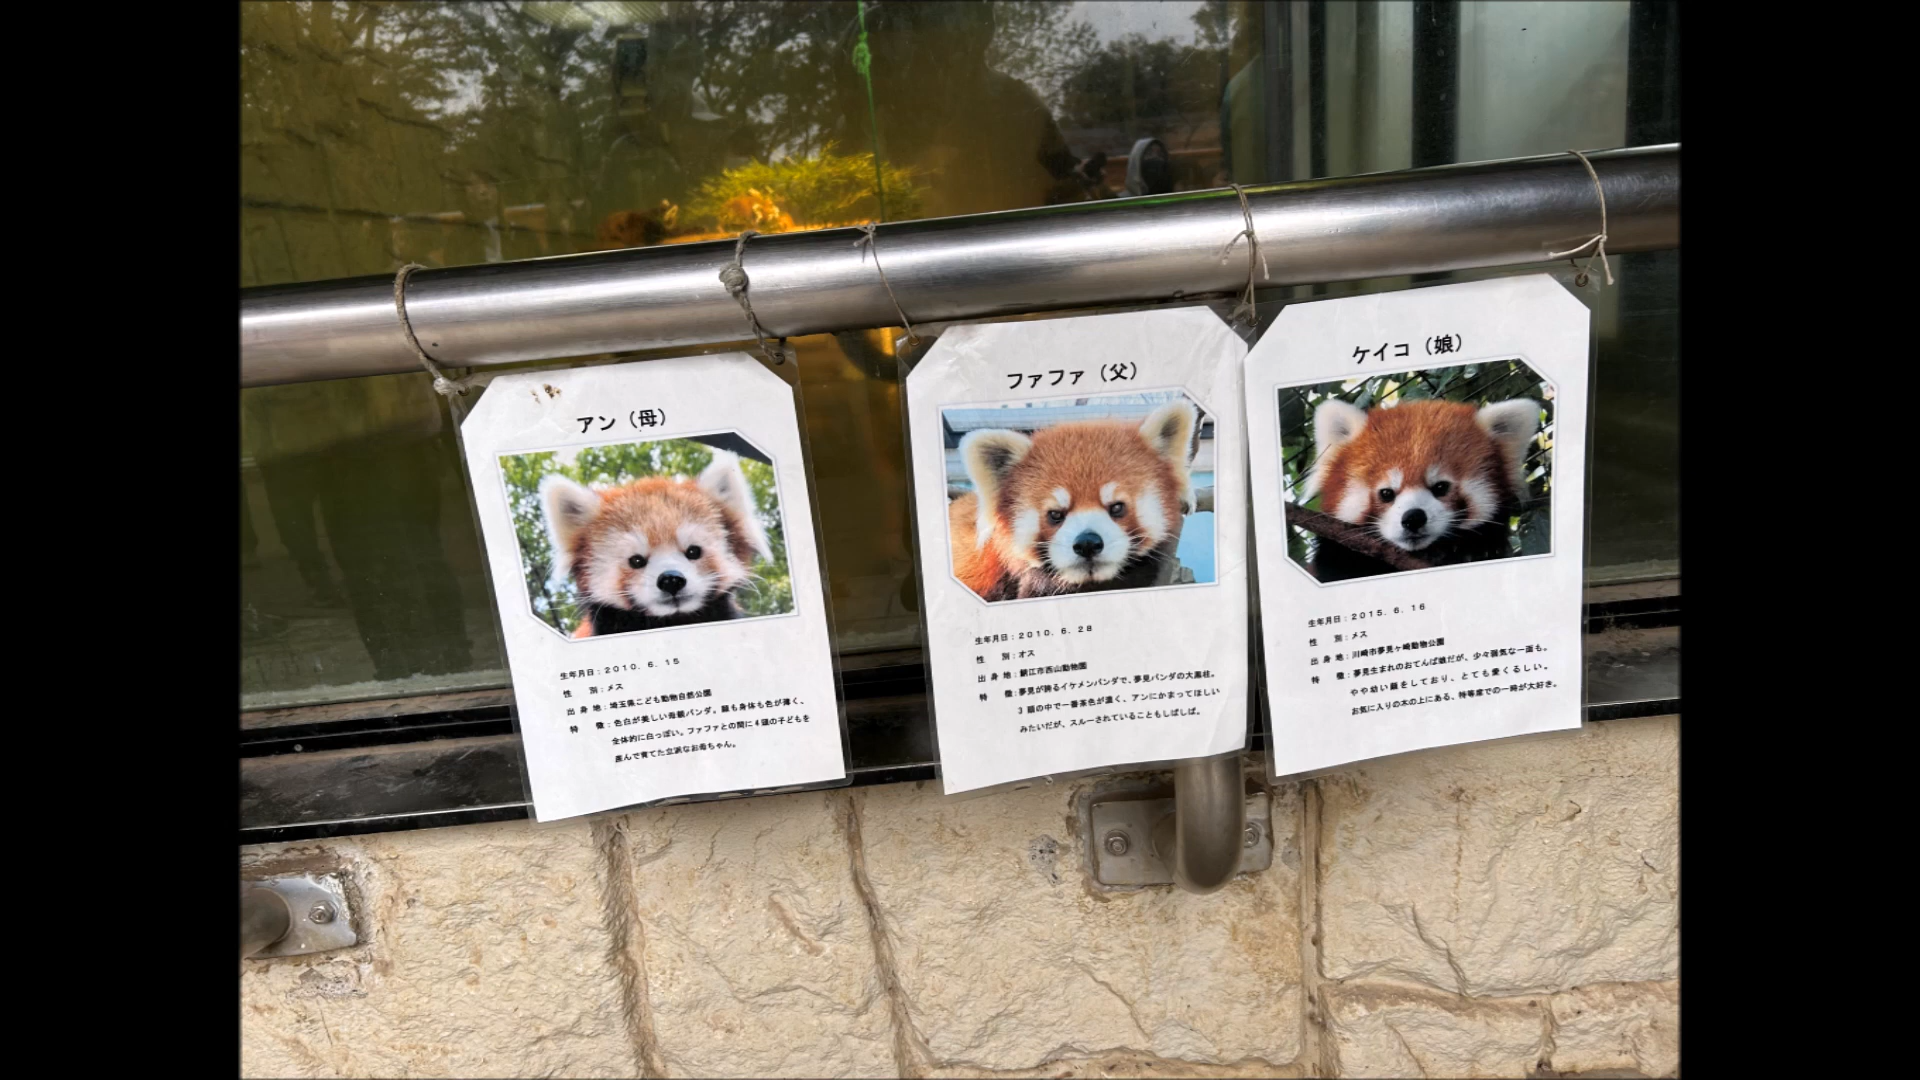 アン（母）
生年月日：２０１０．６．１５
性　別：メス
出身地：埼玉県こども動物自然公園
特　徴：色白が美しい母親パンダ。顔も身体も色が薄く、
全体的に白っぽい。ファファとの間に４頭の子どもを
産んで育てた立派なお母ちゃん。
ファファ（父）
生年月日：２０１０．６．２８
性　別：オス
出身地：鯖江市西山動物園
特　徴：夢見が誇るイケメンパンダで、夢見パンダの大黒柱。
３頭の中で一番茶色が濃く、アンにかまってほしい
みたいだが、スルーされていることもしばしば。
ケイコ（娘）
生年月日：２０１５．６．１６
性　別：メス
出身地：川崎市夢見ヶ崎動物公園
特　徴：夢見生まれのおてんば娘だが、少々弱気な一面も。
やや幼い顔をしており、とても愛くるしい。
お気に入りの木の上にある、特等席での一時が大好き。